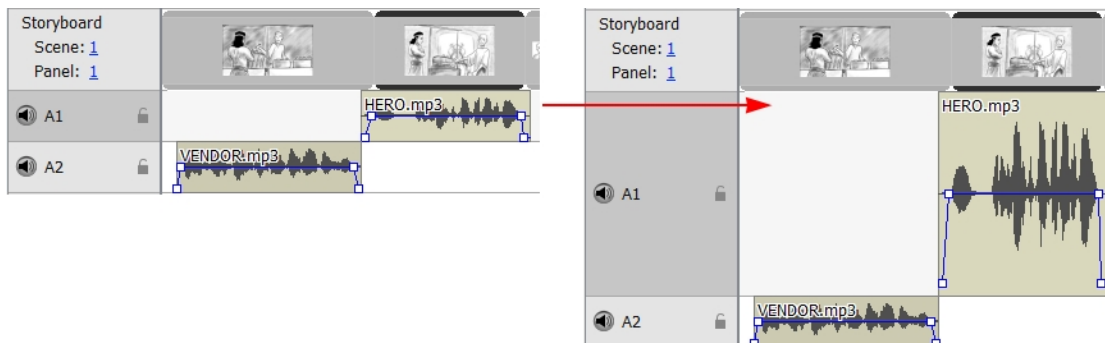 Storyboard
Scene: 1
Panel: 1
A1
HERO.mp3
A2
VENDOR.mp3
Storyboard
Scene: 1
Panel: 1
HERO.mp3
A1
A2
VENDOR.mp3